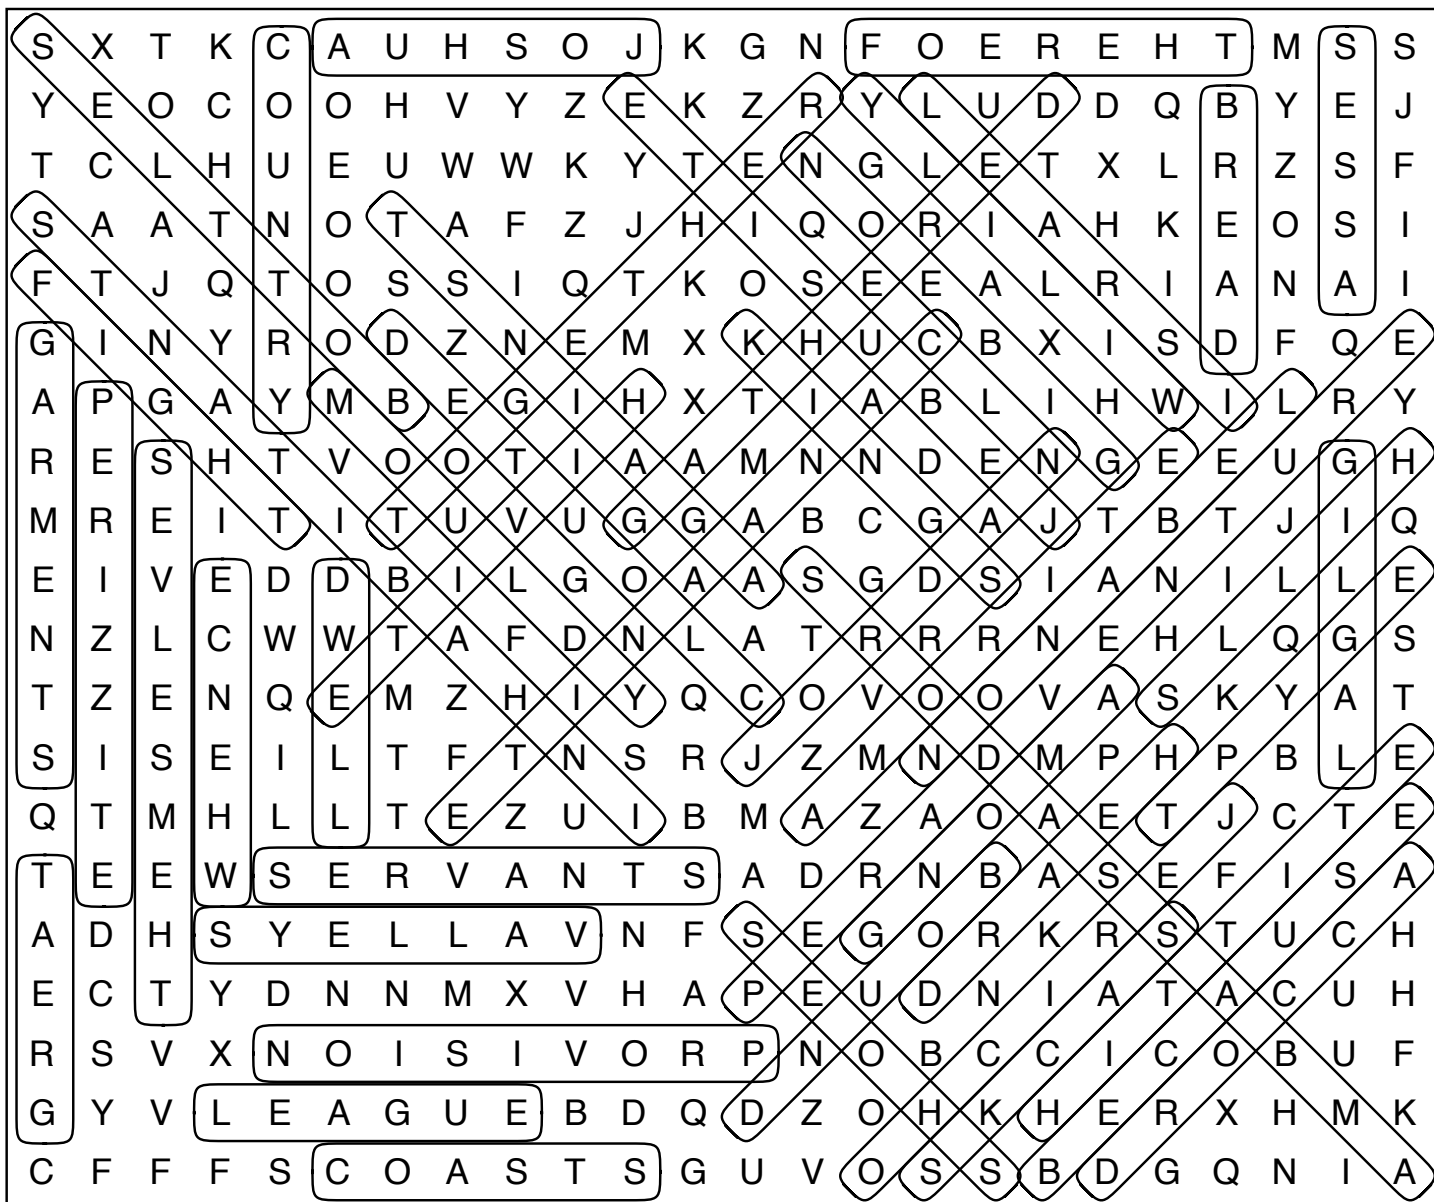 S X T K C A U H S O J K G N F O E R E H T M S S
Y E O C O O H V Y Z E K Z R Y L U D D Q B Y E J
T C L H U E U W W K Y T E N G L E T X L R Z S F
S A A T N O T A F Z J H I Q O R I A H K E O S I
F T J Q T O S S I Q T K O S E E A L R I A N A I
G I N Y R O D Z N E M X K H U C B X I S D F Q E
A P G A Y M B E G I H X T I A B L I H W I L R Y
R E S H T V O O T I A A M N N D E N G E E U G H
M R E I T I T U V U G G A B C G A J T B T J I Q
E I V E D D B I L G O A A S G D S I A N I L L E
N Z L C W W T A F D N L A T R R R N E H L Q G S
T Z E N Q E M Z H I Y Q C O V O O V A S K Y A T
S I S E I L T F T N S R J Z M N D M P H P B L E
Q T M H L L T E Z U I B M A Z A O A E T J C T E
T E E W S E R V A N T S A D R N B A S E F I S A
A D H S Y E L L A V N F S E G O R K R S T U C H
E C T Y D N N M X V H A P E U D N I A T A C U H
R S V X N O I S I V O R P N O B C C I C O B U F
G Y V L E A G U E B D Q D Z O H K H E R X H M K
C F F F S C O A S T S G U V O S S B D G Q N I A